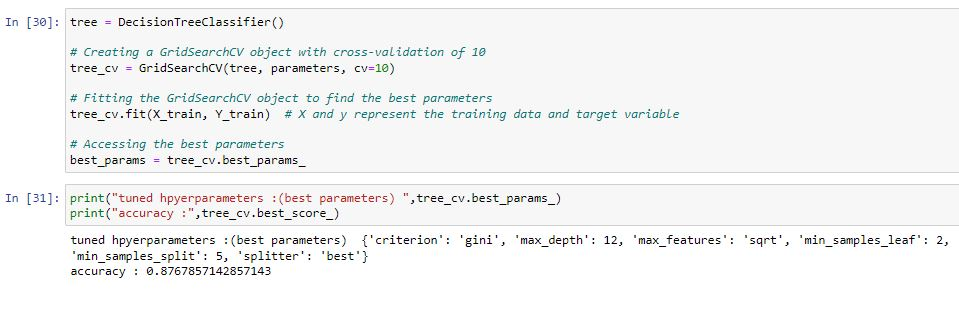 In [30]: tree = DecisionTreeClassifier()
# Creating a GridSearchCV object with cross-validation of 10
tree_cv = GridSearchCV(tree, parameters, cv=10)
# Fitting the GridSearchCV object to find the best parameters
tree_cv.fit(X_train, Y_train)  # X and y represent the training data and target variable
# Accessing the best parameters
best_params = tree_cv.best_params_
In [31]: print("tuned hpyerparameters :(best parameters) ",tree_cv.best_params_)
print("accuracy :",tree_cv.best_score_)
tuned hpyerparameters :(best parameters)  {'criterion': 'gini', 'max_depth': 12, 'max_features': 'sqrt', 'min_samples_leaf': 2,
'min_samples_split': 5, 'splitter': 'best'}
accuracy : 0.8767857142857143